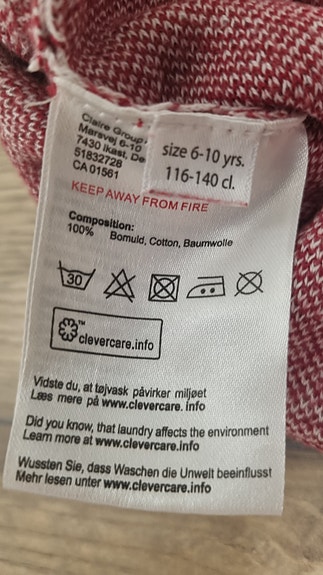 Claire Group
Marsvej 6-10
7430 Ikast, De
51832728
CA 01561
size 6-10 yrs.
116-140 cl.
KEEP AWAY FROM FIRE
Composition:
100% Bomuld, Cotton, Baumwolle
30
TM
clevercare.info
Vidste du, at tøjvask påvirker miljøet
Læs mere på www.clevercare.info
Did you know, that laundry affects the environment
Learn more at www.clevercare.info
Wussten Sie, dass Waschen die Unwelt beeinflusst
Mehr lesen unter www.clevercare.info